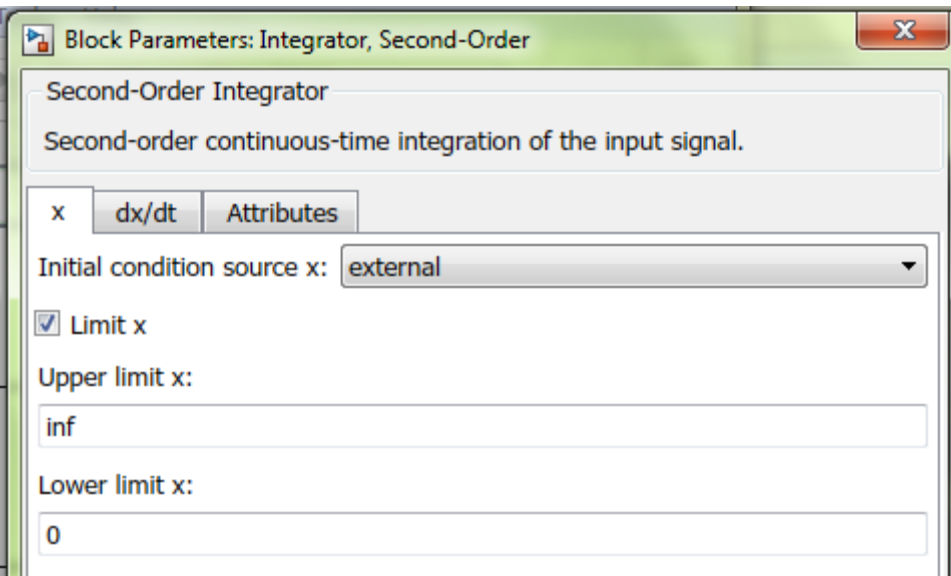 Block Parameters: Integrator, Second-Order
Second-Order Integrator
Second-order continuous-time integration of the input signal.
x dx/dt Attributes
Initial condition source x: external
Limit x
Upper limit x:
inf
Lower limit x:
0